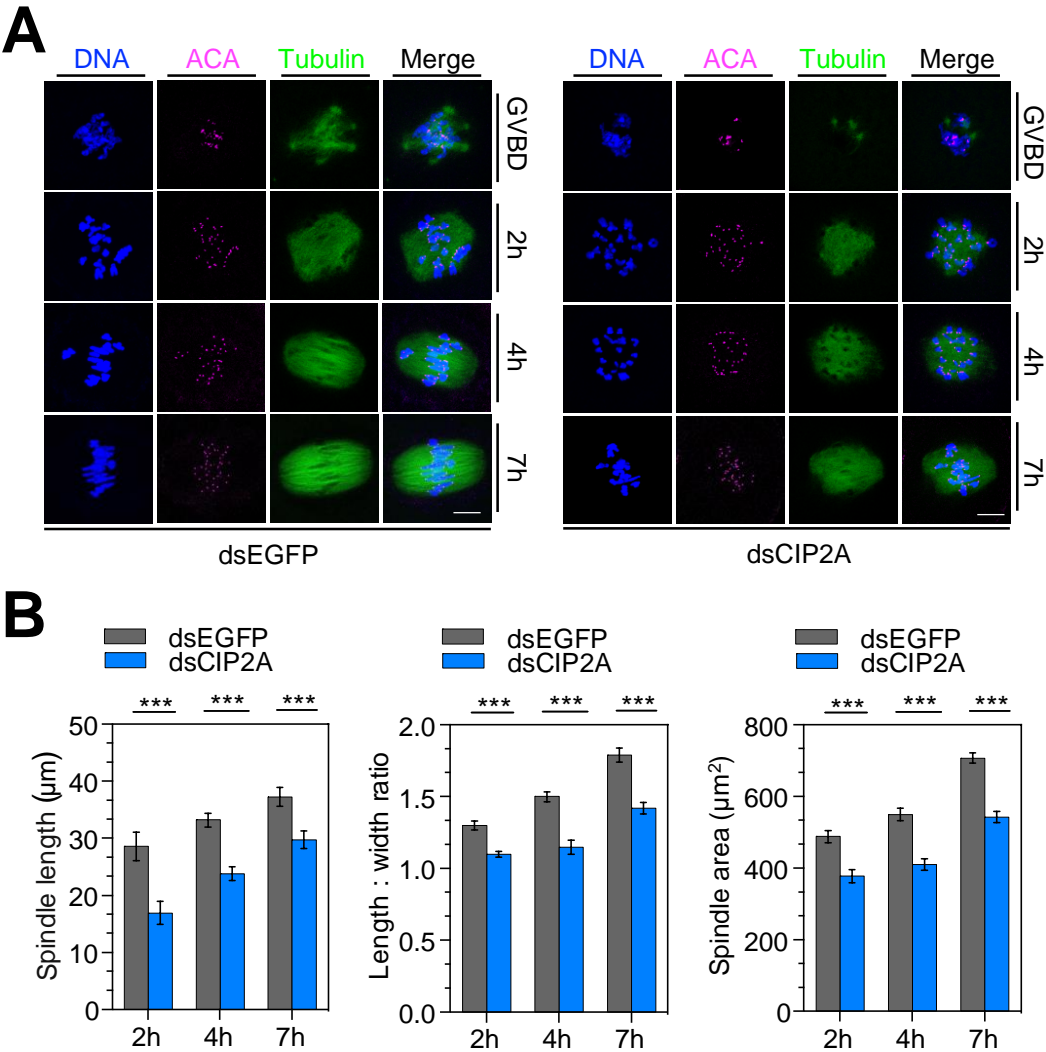 A
DNA ACA Tubulin Merge
DNA ACA Tubulin Merge
GVBD
2h
4h
7h
GVBD
2h
4h
7h
dsEGFP
dsCIP2A
B
dsEGFP
dsCIP2A
*** *** ***
Spindle length (µm)
50
40
30
20
10
0
2h 4h 7h
dsEGFP
dsCIP2A
*** *** ***
Length : width ratio
2.0
1.5
1.0
0.5
0.0
2h 4h 7h
dsEGFP
dsCIP2A
*** *** ***
Spindle area (µm²)
800
600
400
200
0
2h 4h 7h